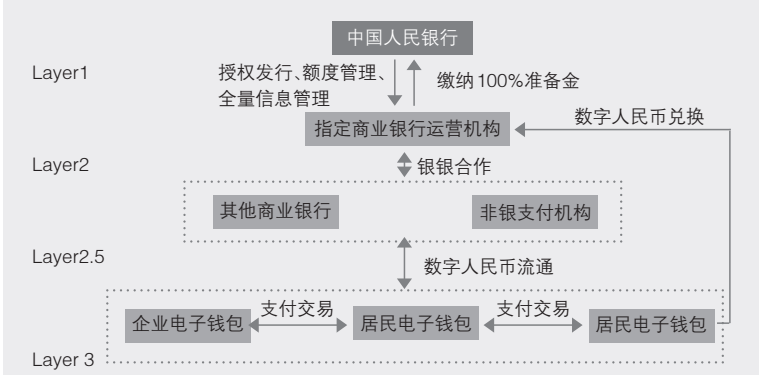 中国人民银行
Layer1
授权发行、额度管理、
全量信息管理
缴纳100%准备金
数字人民币兑换
指定商业银行运营机构
Layer2
银银合作
其他商业银行
非银支付机构
Layer2.5
数字人民币流通
企业电子钱包
支付交易
居民电子钱包
支付交易
居民电子钱包
Layer 3